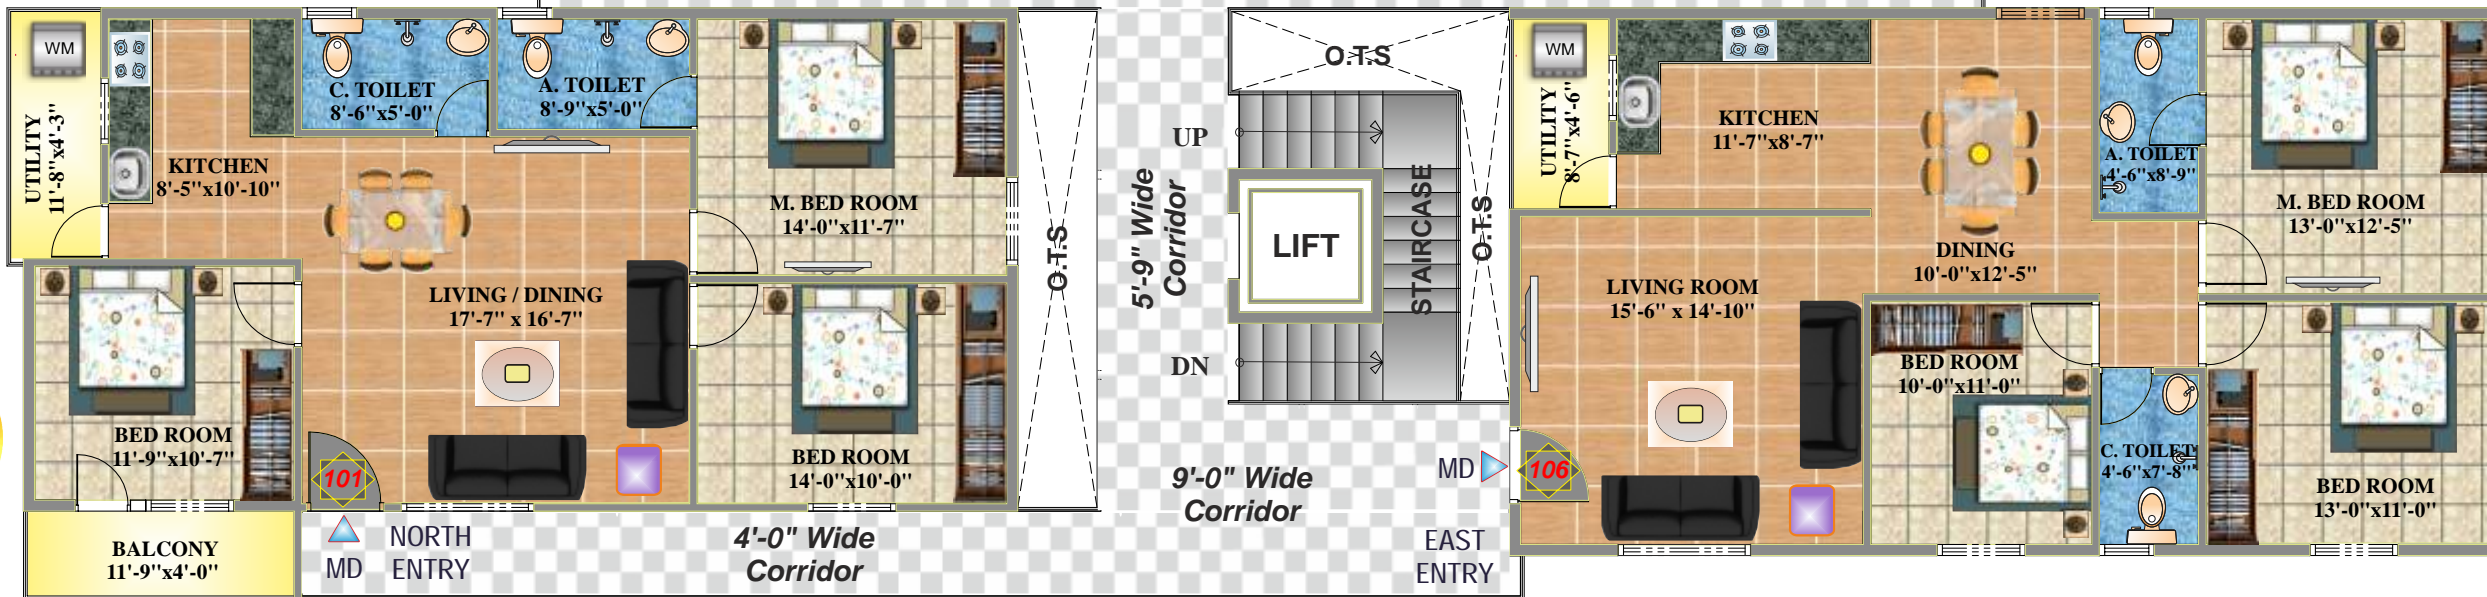 WM
UTILITY
11'-8"x4'-3"
KITCHEN
8'-5"x10'-10"
C. TOILET
8'-6"x5'-0"
A. TOILET
8'-9"x5'-0"
M. BED ROOM
14'-0"x11'-7"
LIVING / DINING
17'-7" x 16'-7"
BED ROOM
11'-9"x10'-7"
BED ROOM
14'-0"x10'-0"
101
BALCONY
11'-9"x4'-0"
NORTH
MD ENTRY
4'-0" Wide
Corridor
O.T.S
5'-9" Wide
Corridor
UP
DN
O.T.S
LIFT
STAIRCASE
O.T.S
9'-0" Wide
Corridor
MD
EAST
ENTRY
106
WM
UTILITY
8'-7"x4'-6"
KITCHEN
11'-7"x8'-7"
DINING
10'-0"x12'-5"
LIVING ROOM
15'-6" x 14'-10"
A. TOILET
4'-6"x8'-9"
M. BED ROOM
13'-0"x12'-5"
BED ROOM
10'-0"x11'-0"
C. TOILET
4'-6"x7'-8"
BED ROOM
13'-0"x11'-0"